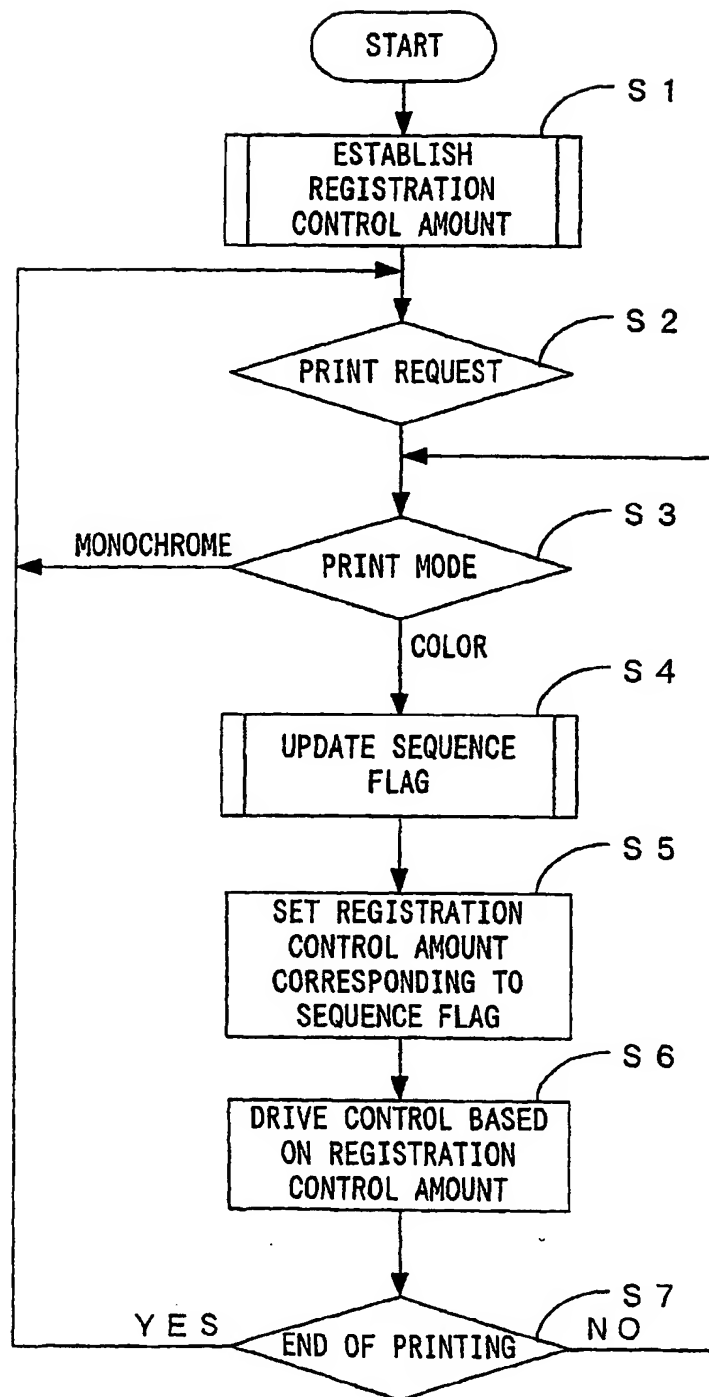 START
S 1
ESTABLISH
REGISTRATION
CONTROL AMOUNT
S 2
PRINT REQUEST
S 3
MONOCHROME
PRINT MODE
COLOR
S 4
UPDATE SEQUENCE
FLAG
S 5
SET REGISTRATION
CONTROL AMOUNT
CORRESPONDING TO
SEQUENCE FLAG
S 6
DRIVE CONTROL BASED
ON REGISTRATION
CONTROL AMOUNT
S 7
YES
END OF PRINTING
NO